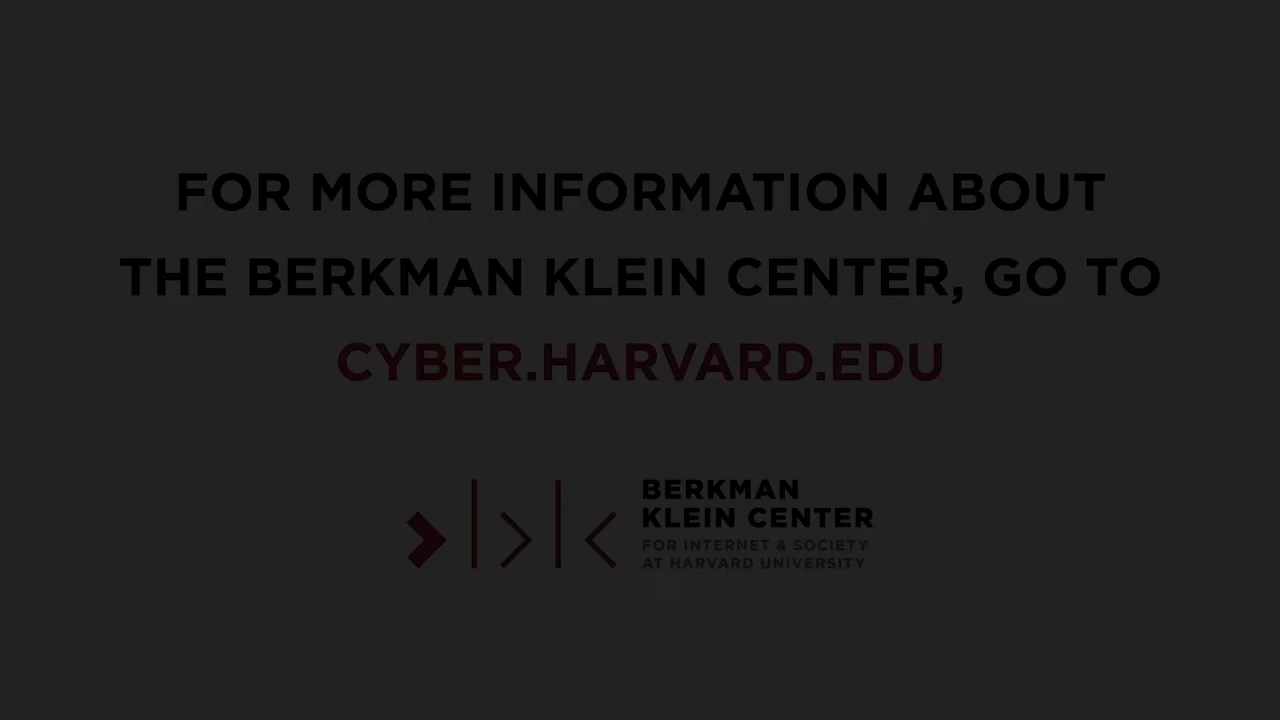 FOR MORE INFORMATION ABOUT
THE BERKMAN KLEIN CENTER, GO TO
CYBER.HARVARD.EDU
BERKMAN
KLEIN CENTER
FOR INTERNET & SOCIETY
AT HARVARD UNIVERSITY